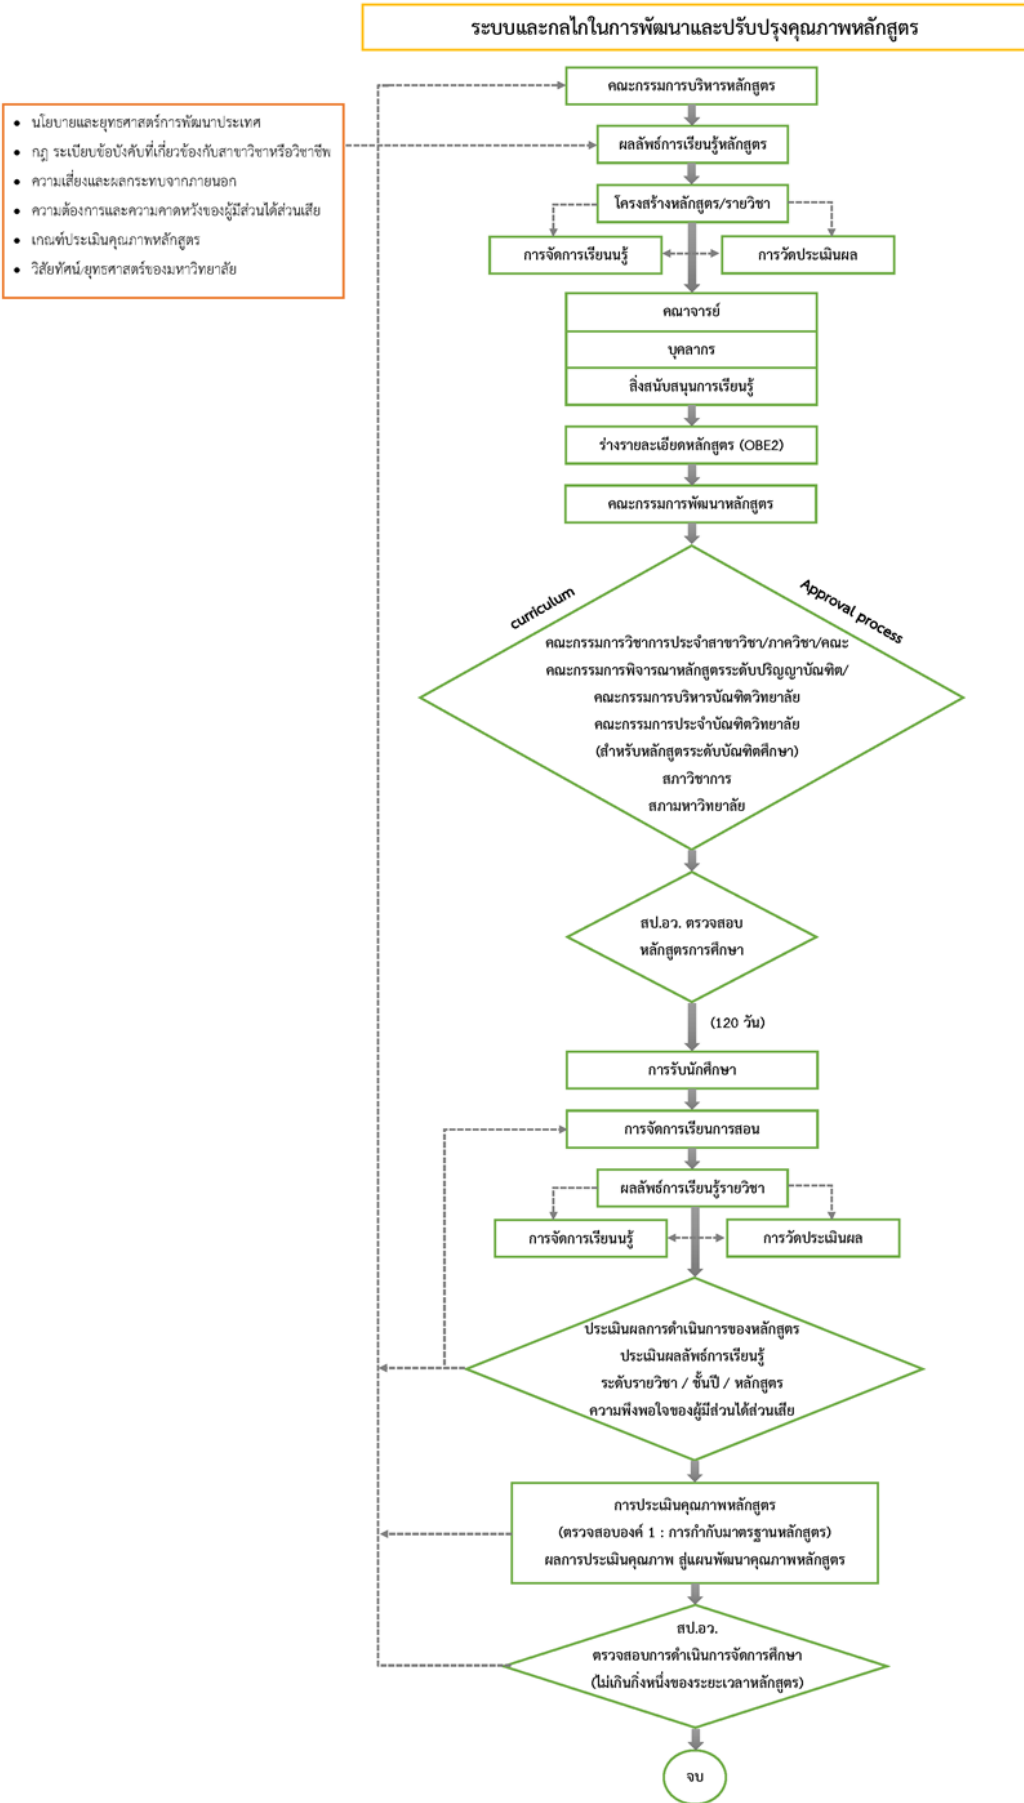 ระบบและกลไกในการพัฒนาและปรับปรุงคุณภาพหลักสูตร
คณะกรรมการบริหารหลักสูตร
• นโยบายและยุทธศาสตร์การพัฒนาประเทศ
• กฎ ระเบียบข้อบังคับที่เกี่ยวข้องกับสาขาวิชาหรือวิชาชีพ
• ความเสี่ยงและผลกระทบจากภายนอก
• ความต้องการและความคาดหวังของผู้มีส่วนได้ส่วนเสีย
• เกณฑ์ประเมินคุณภาพหลักสูตร
• วิสัยทัศน์/ยุทธศาสตร์ของมหาวิทยาลัย
ผลลัพธ์การเรียนรู้หลักสูตร
โครงสร้างหลักสูตร/รายวิชา
การจัดการเรียนนรู้
การวัดประเมินผล
คณาจารย์
บุคลากร
สิ่งสนับสนุนการเรียนรู้
ร่างรายละเอียดหลักสูตร (OBE2)
คณะกรรมการพัฒนาหลักสูตร
curriculum
Approval process
คณะกรรมการวิชาการประจำสาขาวิชา/ภาควิชา/คณะ
คณะกรรมการพิจารณาหลักสูตรระดับปริญญาบัณฑิต/
คณะกรรมการบริหารบัณฑิตวิทยาลัย
คณะกรรมการประจำบัณฑิตวิทยาลัย
(สำหรับหลักสูตรระดับบัณฑิตศึกษา)
สภาวิชาการ
สภามหาวิทยาลัย
สป.อว. ตรวจสอบ
หลักสูตรการศึกษา
(120 วัน)
การรับนักศึกษา
การจัดการเรียนการสอน
ผลลัพธ์การเรียนรู้รายวิชา
การจัดการเรียนนรู้
การวัดประเมินผล
ประเมินผลการดำเนินการของหลักสูตร
ประเมินผลลัพธ์การเรียนรู้
ระดับรายวิชา / ชั้นปี / หลักสูตร
ความพึงพอใจของผู้มีส่วนได้ส่วนเสีย
การประเมินคุณภาพหลักสูตร
(ตรวจสอบองค์ 1 : การกำกับมาตรฐานหลักสูตร)
ผลการประเมินคุณภาพ สู่แผนพัฒนาคุณภาพหลักสูตร
สป.อว.
ตรวจสอบการดำเนินการจัดการศึกษา
(ไม่เกินกึ่งหนึ่งของระยะเวลาหลักสูตร)
จบ